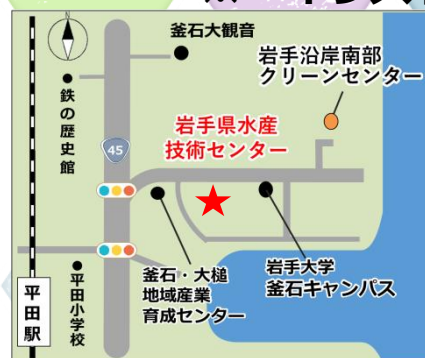 釜石大観音
岩手沿岸南部
クリーンセンター
鉄の歴史館
岩手県水産
技術センター
45
釜石・大槌
地域産業
育成センター
岩手大学
釜石キャンパス
平田小学校
平田駅